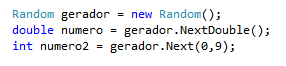 Random gerador = new Random();
double numero = gerador.NextDouble();
int numero2 = gerador.Next(0,9);